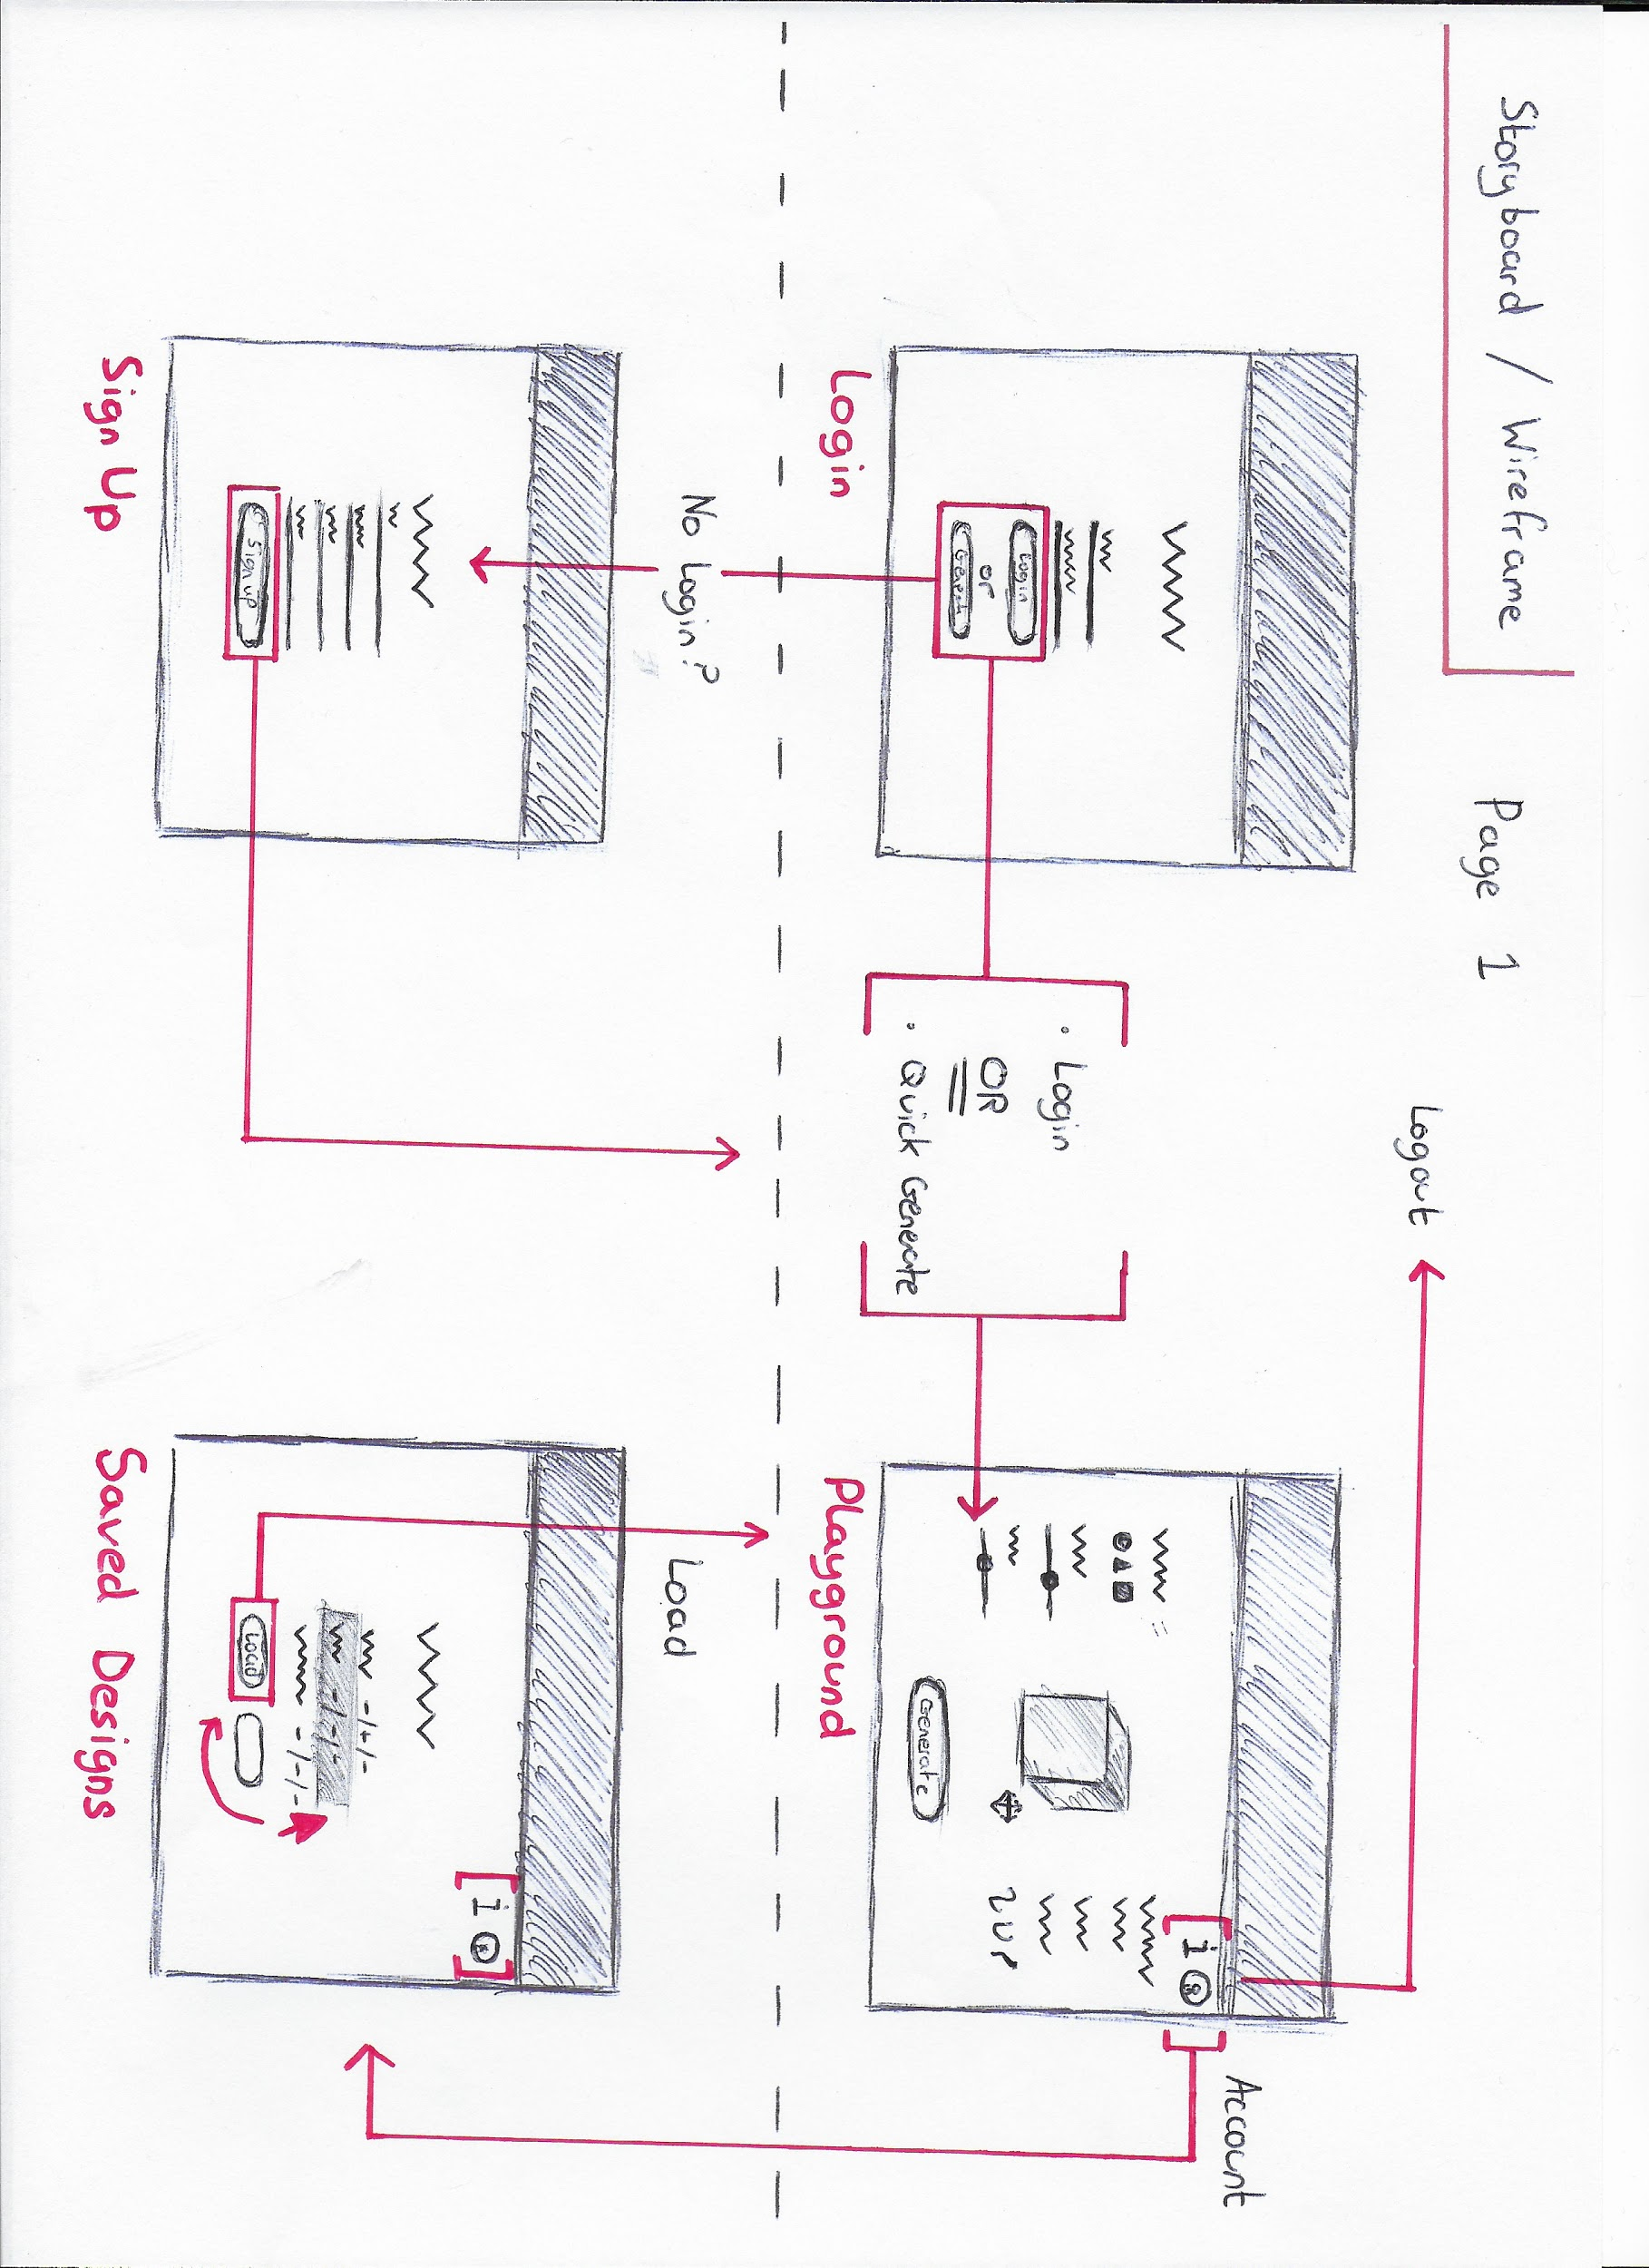 Storyboard / Wireframe
Page 1
Logout
Account
Login
or
Login
· Login
OR
· Quick Generate
i R
Generate
Playground
No Login?
Load
Sign up
Sign Up
i
Load
Saved Designs